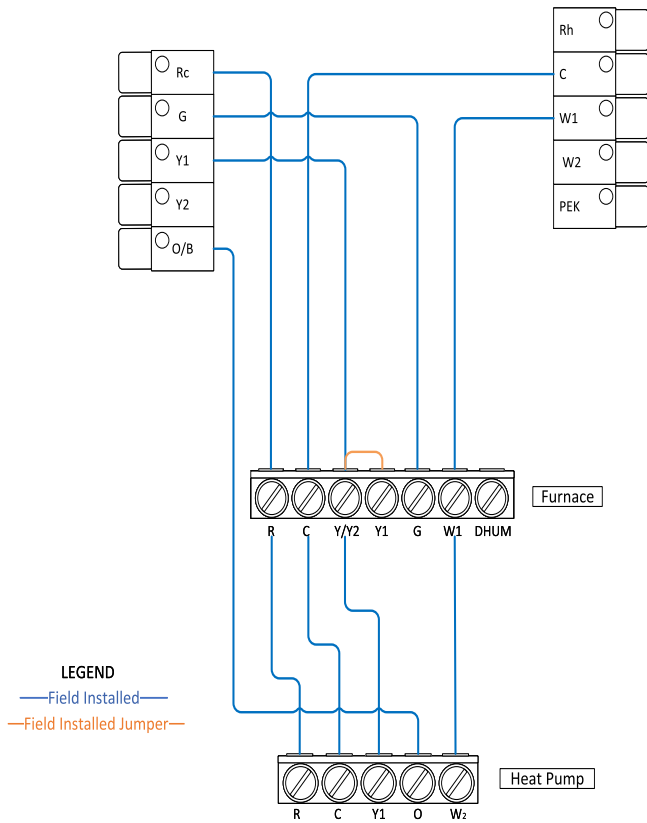 Rc
G
Y1
Y2
O/B
Rh
C
W1
W2
PEK
R C Y/Y2 Y1 G W1 DHUM
Furnace
LEGEND
Field Installed
Field Installed Jumper
Heat Pump
R C Y1 O W₂